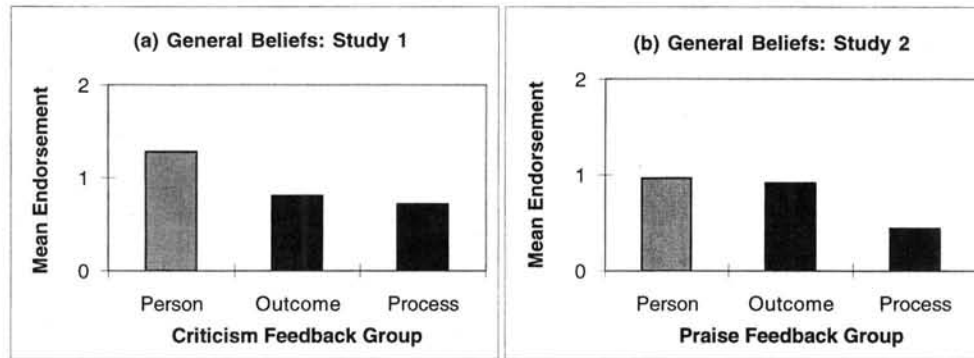 (a) General Beliefs: Study 1
Mean Endorsement
2
1
0
Person Outcome Process
Criticism Feedback Group
(b) General Beliefs: Study 2
Mean Endorsement
2
1
0
Person Outcome Process
Praise Feedback Group